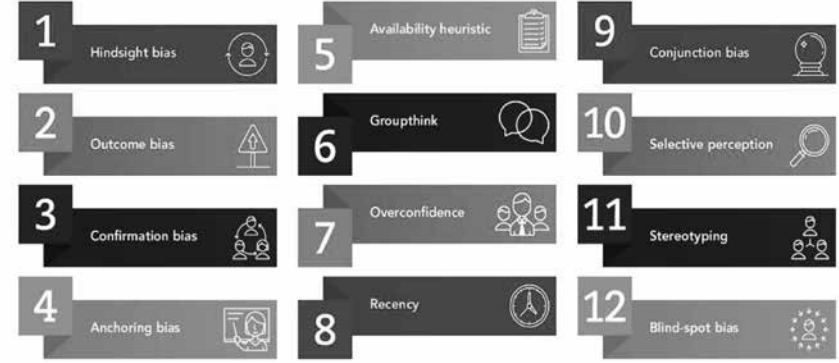 1
Hindsight bias
2
Outcome bias
3
Confirmation bias
4
Anchoring bias
5
Availability heuristic
6
Groupthink
7
Overconfidence
8
Recency
9
Conjunction bias
10
Selective perception
11
Stereotyping
12
Blind-spot bias